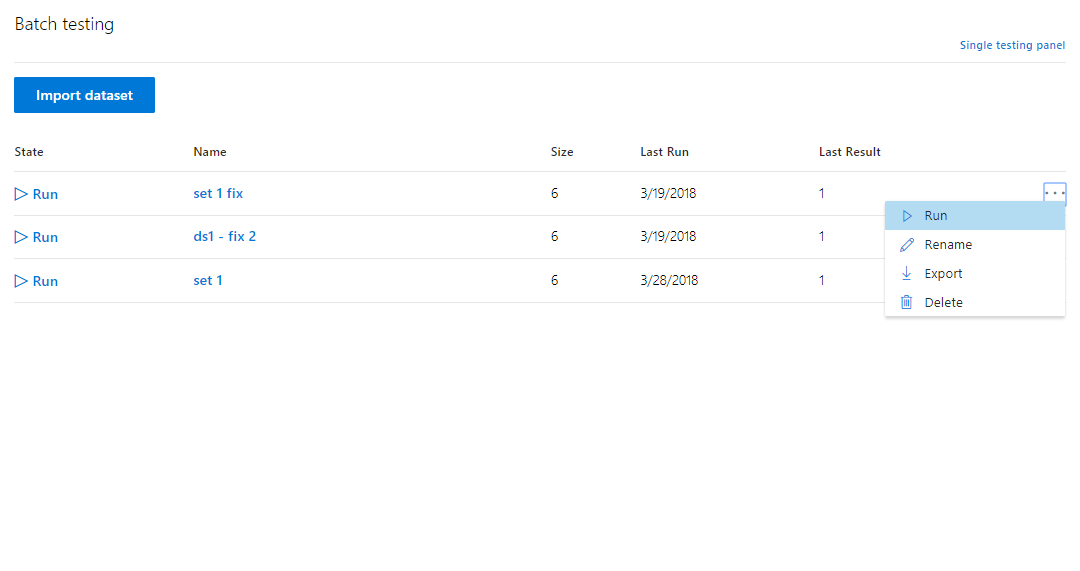 Batch testing
Single testing panel
Import dataset
State Name Size Last Run Last Result
Run set 1 fix 6 3/19/2018 1 ...
Run
Run ds1 - fix 2 6 3/19/2018 1
Rename
Export
Run set 1 6 3/28/2018 1
Delete